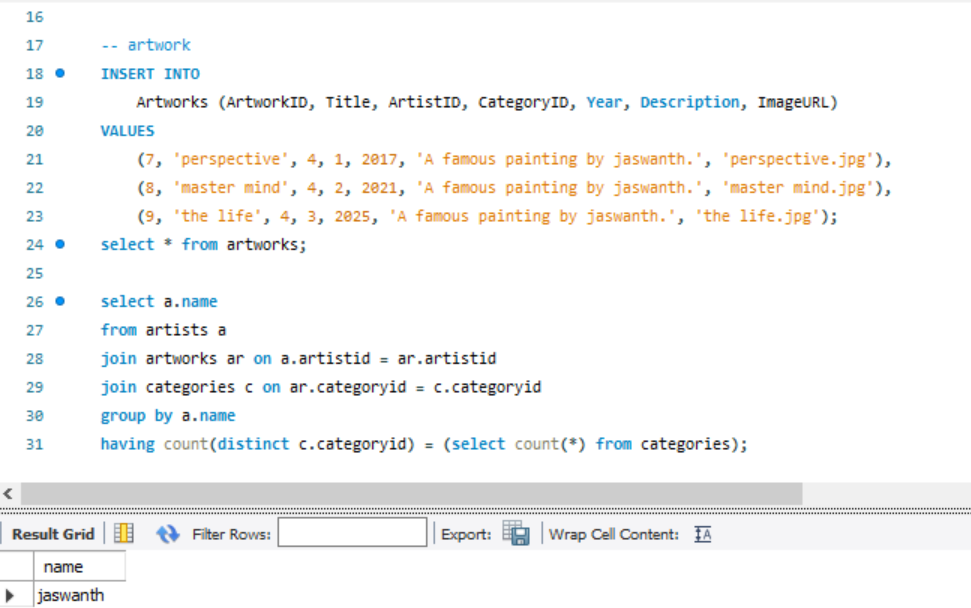 16
17 -- artwork
18 INSERT INTO
19 Artworks (ArtworkID, Title, ArtistID, CategoryID, Year, Description, ImageURL)
20 VALUES
21 (7, 'perspective', 4, 1, 2017, 'A famous painting by jaswanth.', 'perspective.jpg'),
22 (8, 'master mind', 4, 2, 2021, 'A famous painting by jaswanth.', 'master mind.jpg'),
23 (9, 'the life', 4, 3, 2025, 'A famous painting by jaswanth.', 'the life.jpg');
24 select * from artworks;
25
26 select a.name
27 from artists a
28 join artworks ar on a.artistid = ar.artistid
29 join categories c on ar.categoryid = c.categoryid
30 group by a.name
31 having count(distinct c.categoryid) = (select count(*) from categories);
Result Grid Filter Rows: Export: Wrap Cell Content:
name
jaswanth